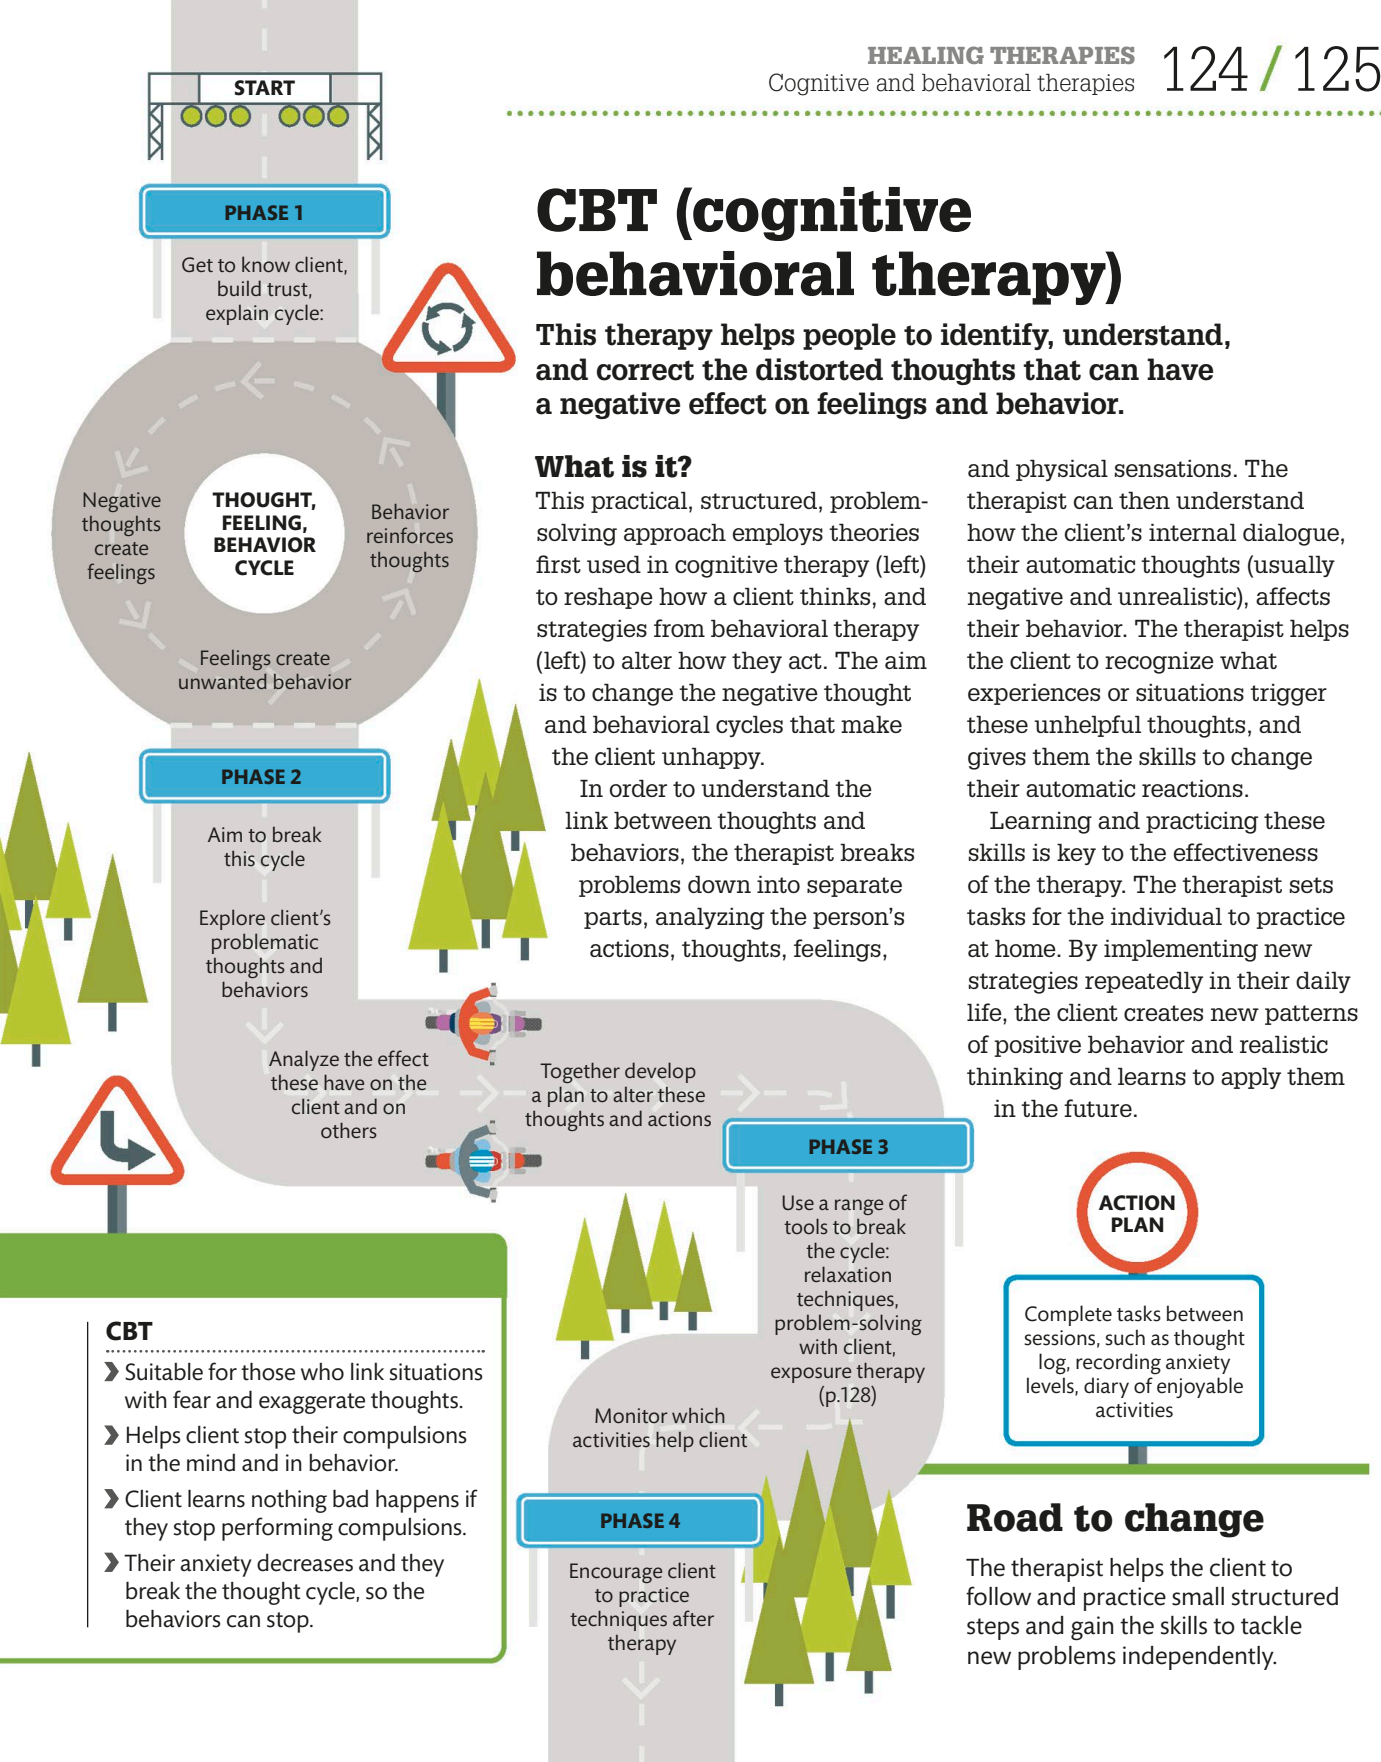 HEALING THERAPIES
Cognitive and behavioral therapies
124 / 125
START
PHASE 1
Get to know client,
build trust,
explain cycle:
THOUGHT,
FEELING,
BEHAVIOR
CYCLE
Negative
thoughts
create
feelings
Feelings create
unwanted behavior
Behavior
reinforces
thoughts
PHASE 2
Aim to break
this cycle
Explore client's
problematic
thoughts and
behaviors
Analyze the effect
these have on the
client and on
others
Together develop
a plan to alter these
thoughts and actions
PHASE 3
Use a range of
tools to break
the cycle:
relaxation
techniques,
problem-solving
with client,
exposure therapy
(p.128)
Monitor which
activities help client
PHASE 4
Encourage client
to practice
techniques after
therapy
CBT (cognitive
behavioral therapy)
This therapy helps people to identify, understand,
and correct the distorted thoughts that can have
a negative effect on feelings and behavior.
What is it?
This practical, structured, problem-
solving approach employs theories
first used in cognitive therapy (left)
to reshape how a client thinks, and
strategies from behavioral therapy
(left) to alter how they act. The aim
is to change the negative thought
and behavioral cycles that make
the client unhappy.
In order to understand the
link between thoughts and
behaviors, the therapist breaks
problems down into separate
parts, analyzing the person's
actions, thoughts, feelings,
and physical sensations. The
therapist can then understand
how the client's internal dialogue,
their automatic thoughts (usually
negative and unrealistic), affects
their behavior. The therapist helps
the client to recognize what
experiences or situations trigger
these unhelpful thoughts, and
gives them the skills to change
their automatic reactions.
Learning and practicing these
skills is key to the effectiveness
of the therapy. The therapist sets
tasks for the individual to practice
at home. By implementing new
strategies repeatedly in their daily
life, the client creates new patterns
of positive behavior and realistic
thinking and learns to apply them
in the future.
ACTION
PLAN
Complete tasks between
sessions, such as thought
log, recording anxiety
levels, diary of enjoyable
activities
Road to change
The therapist helps the client to
follow and practice small structured
steps and gain the skills to tackle
new problems independently.
CBT
Suitable for those who link situations
with fear and exaggerate thoughts.
Helps client stop their compulsions
in the mind and in behavior.
Client learns nothing bad happens if
they stop performing compulsions.
Their anxiety decreases and they
break the thought cycle, so the
behaviors can stop.